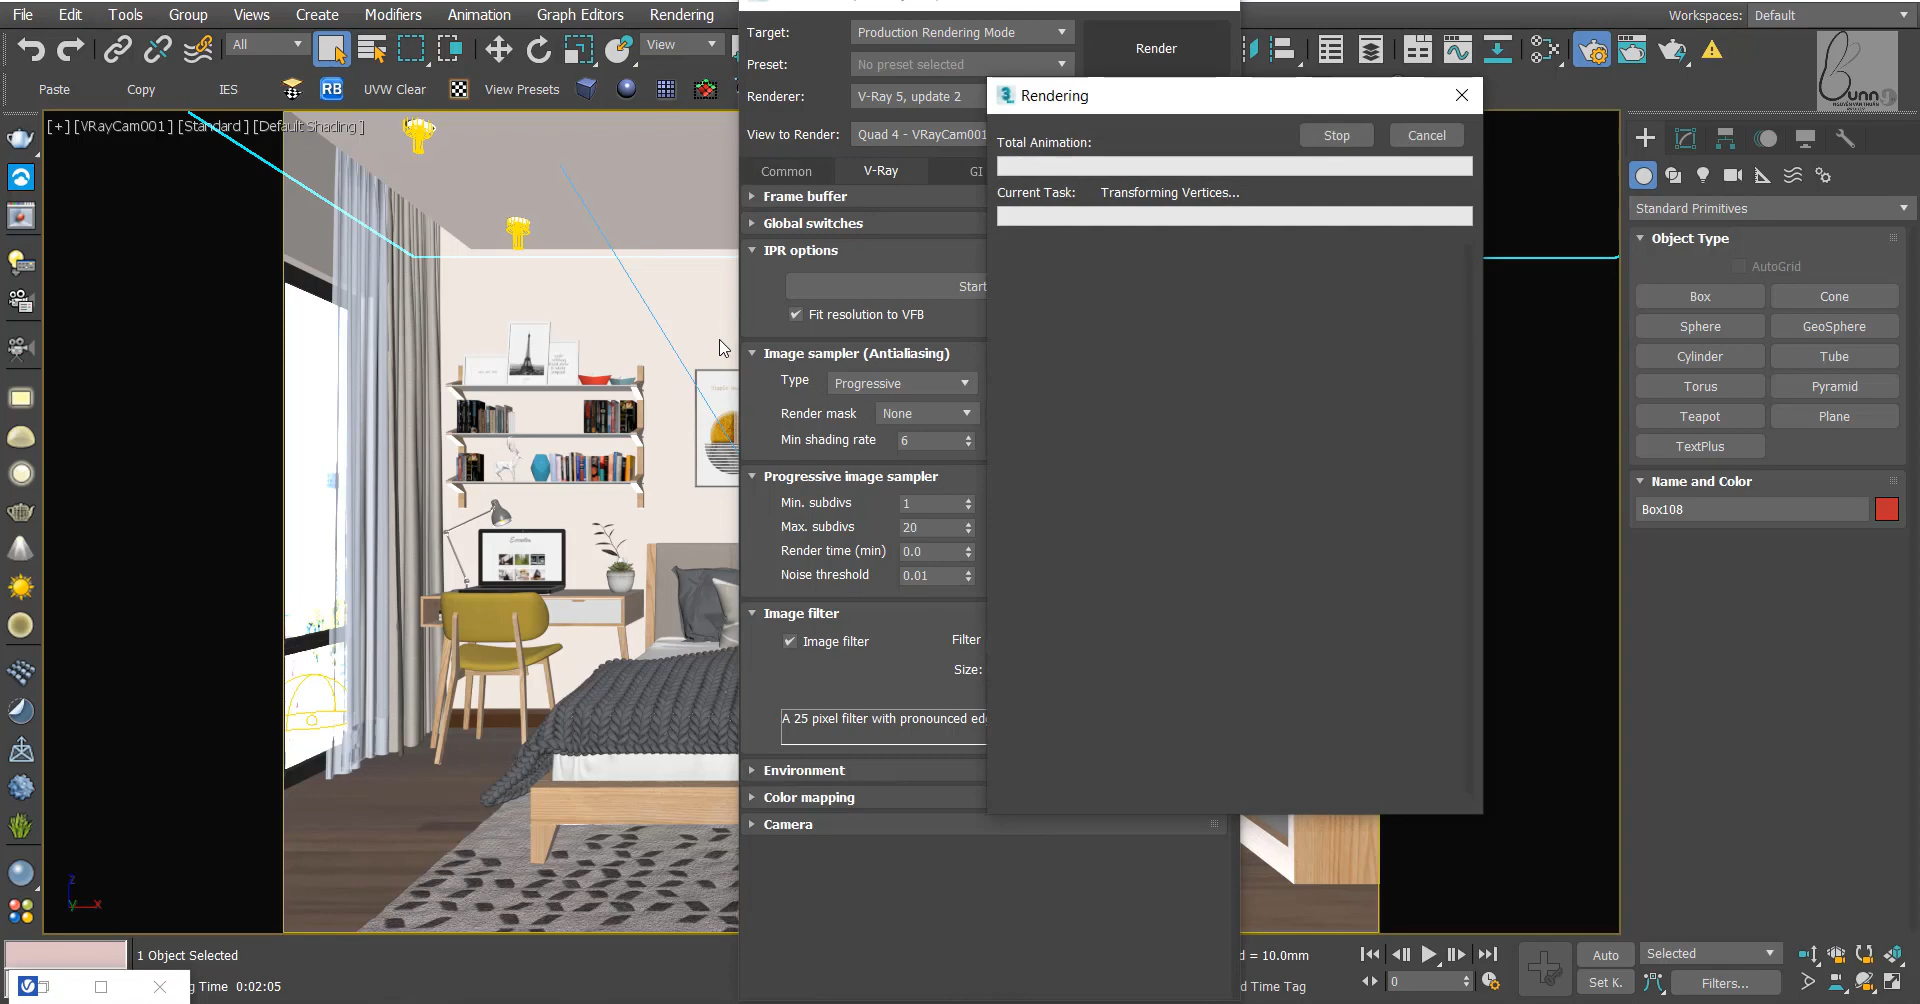 File Edit Tools Group Views Create Modifiers Animation Graph Editors Rendering
Workspaces: Default
All
View
Paste Copy IES RB UVW Clear View Presets
[+] [VRayCam001] [Standard] [Default Shading]
Target: Production Rendering Mode
Render
Preset: No preset selected
Renderer: V-Ray 5, update 2
View to Render: Quad 4 - VRayCam001
Common V-Ray GI
Frame buffer
Global switches
IPR options
Start
Fit resolution to VFB
Image sampler (Antialiasing)
Type Progressive
Render mask None
Min shading rate 6
Progressive image sampler
Min. subdivs 1
Max. subdivs 20
Render time (min) 0.0
Noise threshold 0.01
Image filter
Image filter Filter
Size:
A 25 pixel filter with pronounced
Environment
Color mapping
Camera
3 Rendering
Stop Cancel
Total Animation:
Current Task: Transforming Vertices...
Bunn
NGUYỄN VĂN THUẤN
Standard Primitives
Object Type
AutoGrid
Box Cone
Sphere GeoSphere
Cylinder Tube
Torus Pyramid
Teapot Plane
TextPlus
Name and Color
Box108
z
y x
1 Object Selected
Time 0:02:05
d = 10.0mm
d Time Tag
0
Auto Selected
Set K. Filters...